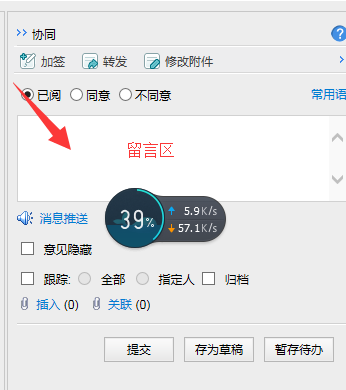 >> 协同 ?
加签 转发 修改附件 >
已阅 同意 不同意 常用语
留言区
39% 5.9K/s
57.1K/s
消息推送
意见隐藏
跟踪: 全部 指定人 归档
插入 (0) 关联 (0)
提交 存为草稿 暂存待办